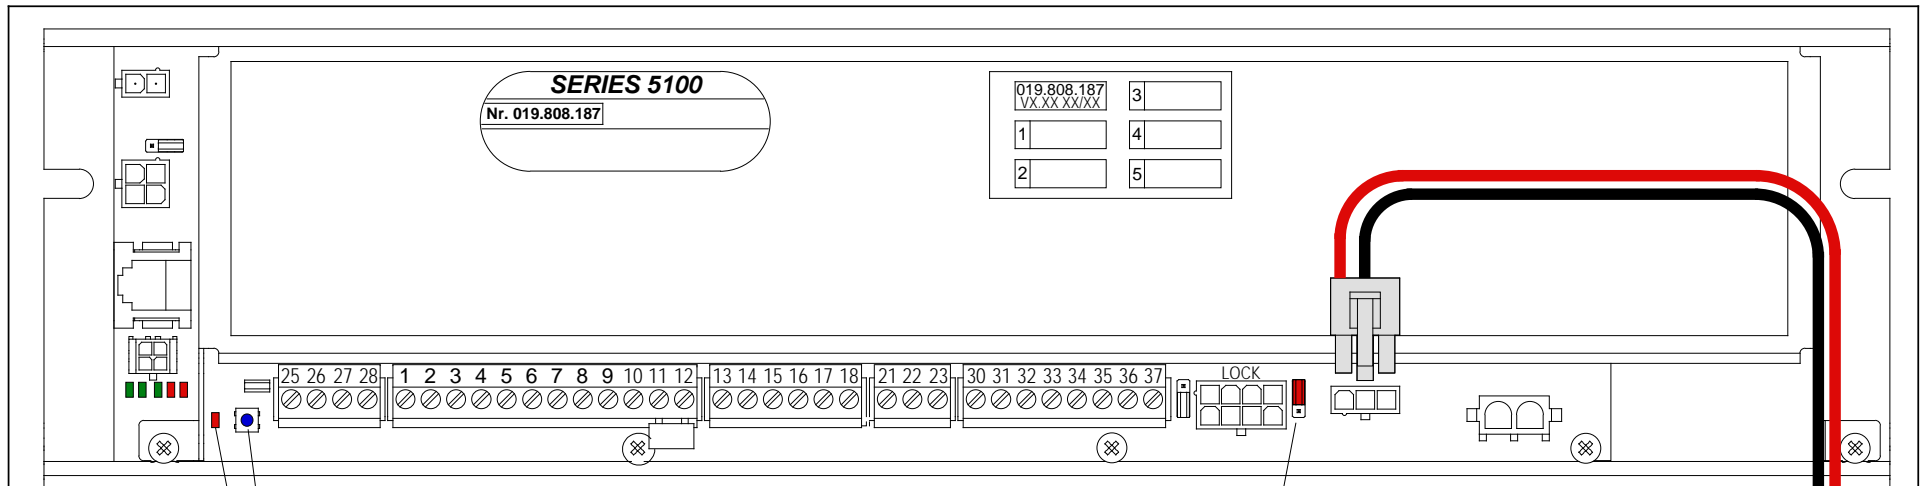 SERIES 5100
Nr. 019.808.187
019.808.187
VX.XX XX/XX
1
2
3
4
5
25 26 27 28 1 2 3 4 5 6 7 8 9 10 11 12 13 14 15 16 17 18 21 22 23 30 31 32 33 34 35 36 37 LOCK